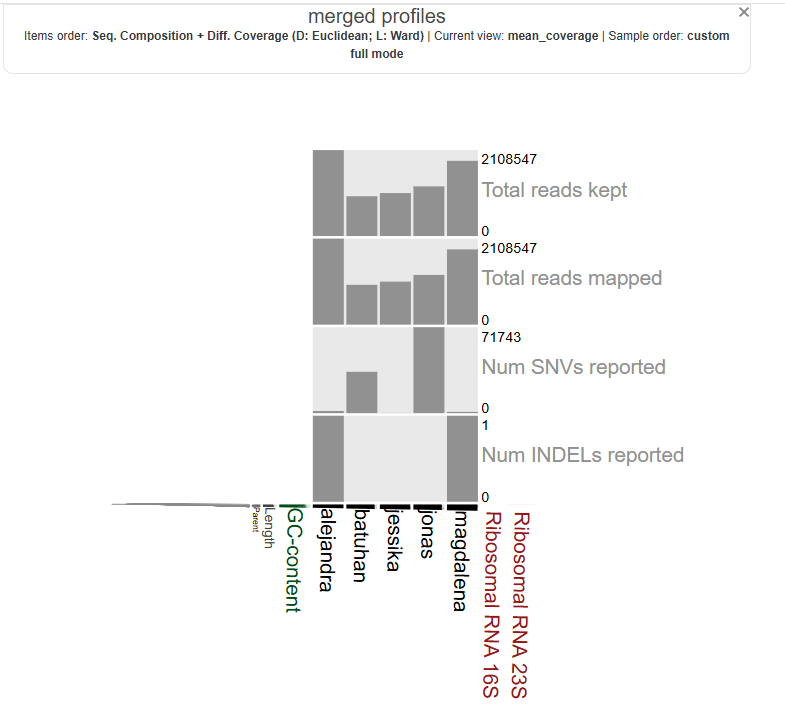 merged profiles
×
Items order: Seq. Composition + Diff. Coverage (D: Euclidean; L: Ward) | Current view: mean_coverage | Sample order: custom
full mode
2108547
Total reads kept
0
2108547
Total reads mapped
0
71743
Num SNVs reported
0
1
Num INDELs reported
0
Parent
Length
GC-content
alejandra
batuhan
jessika
jonas
magdalena
Ribosomal RNA 16S
Ribosomal RNA 23S